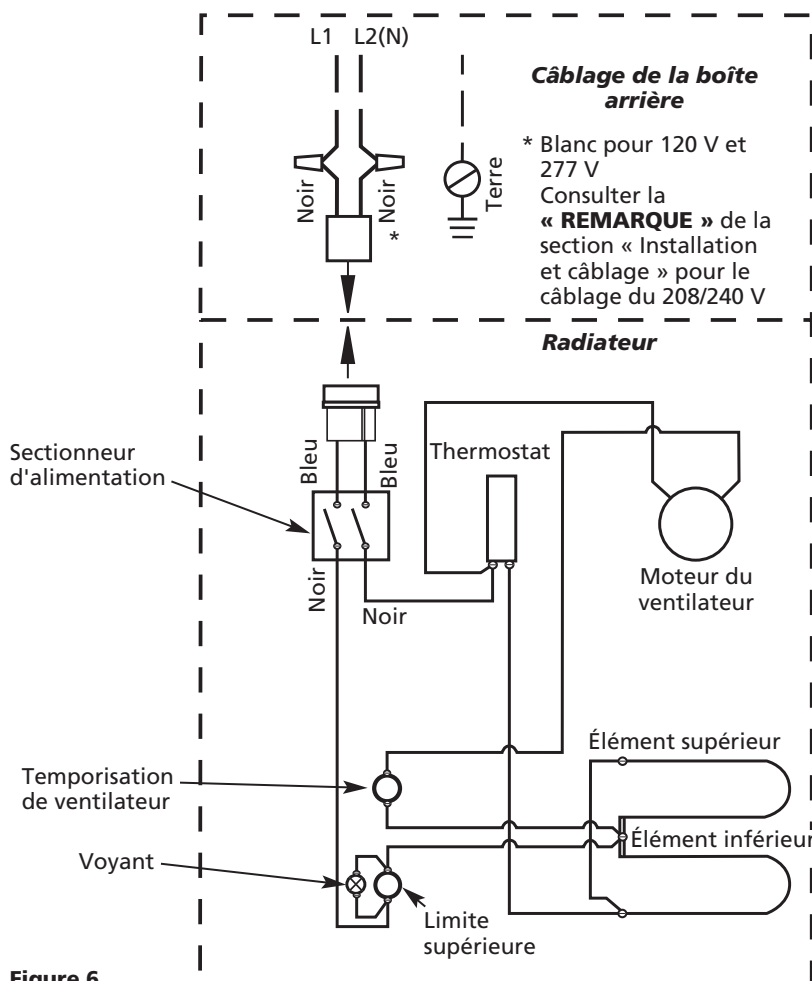 L1 L2(N)
Câblage de la boîte
arrière
* Blanc pour 120 V et
277 V
Consulter la
« REMARQUE » de la
section « Installation
et câblage » pour le
câblage du 208/240 V
Noir
Noir
*
Terre
Radiateur
Sectionneur
d'alimentation
Bleu
Bleu
Thermostat
Noir
Noir
Moteur du
ventilateur
Temporisation
de ventilateur
Élément supérieur
Élément inférieur
Voyant
Limite
supérieure
Figure 6